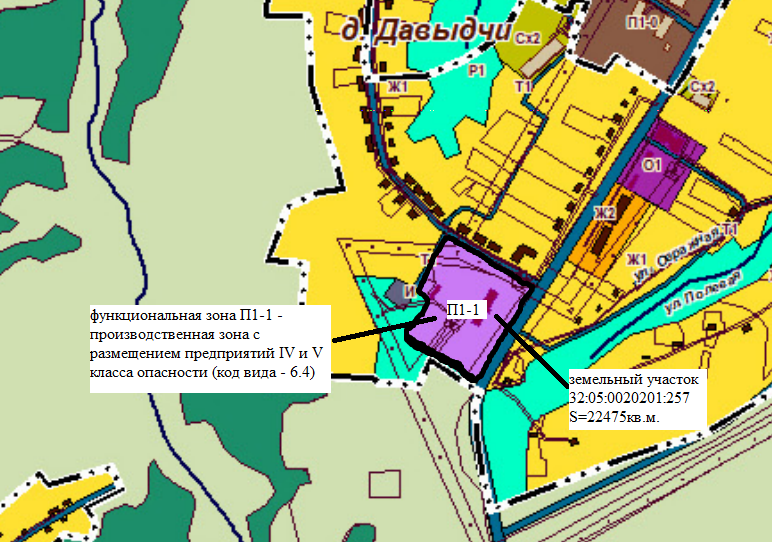 д. Давыдчи
Сх2
П1-0
Р1
Ж1
Т1
Сх2
О1
Ж2
Т1
Ж1
ул. Овражная
ул Полевая
Т
И
П1-1
функциональная зона П1-1 -
производственная зона с
размещением предприятий IV и V
класса опасности (код вида - 6.4)
земельный участок
32:05:0020201:257
S=22475кв.м.